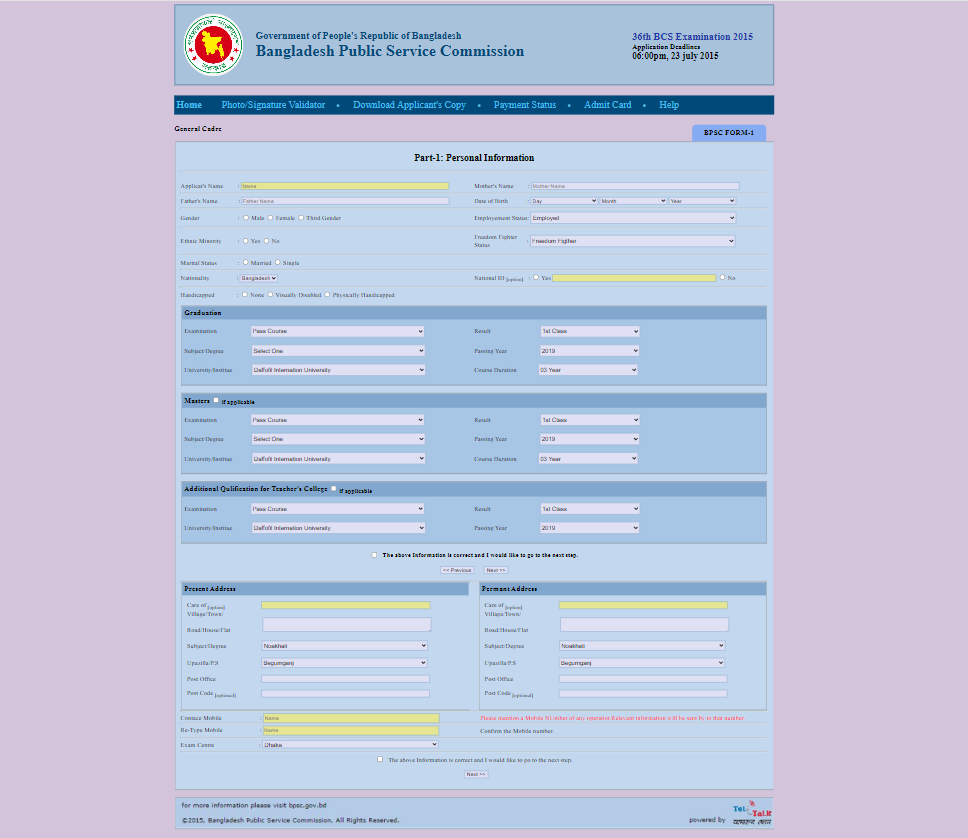 Government of People's Republic of Bangladesh
Bangladesh Public Service Commission
36th BCS Examination 2015
Application Deadlines
06:00pm, 23 july 2015
Home Photo/Signature Validator • Download Applicant's Copy • Payment Status • Admit Card • Help
General Cadre
BPSC FORM-1
Part-1: Personal Information
Applicat's Name : Name Mother's Name : Mother Name
Father's Name : Father Name Date of Birth : Day Month Year
Gender : Male Female Third Gender Employement Status: Employed
Ethnic Minority : Yes No Freedom Fighter Status : Freedom Figther
Marital Status : Married Single
Nationality : Bangladesh National ID [option] : Yes No
Handicapped : None Visually Disabled Physically Handicapped
Graduation
Examination Pass Course Result 1st Class
Subject/Degree Select One Passing Year 2019
University/Institue Daffofil Internation University Course Duration 03 Year
Masters if applicable
Examination Pass Course Result 1st Class
Subject/Degree Select One Passing Year 2019
University/Institue Daffofil Internation University Course Duration 03 Year
Additional Qulification for Teacher's College if applicable
Examination Pass Course Result 1st Class
University/Institue Daffofil Internation University Passing Year 2019
The above Information is correct and I would like to go to the next step.
<< Previous Next >>
Present Address
Care of [option]
Village/Town/
Road/House/Flat
Subject/Degree Noakhali
Upazilla/P.S Begumganj
Post Office
Post Code [optional]
Permant Address
Care of [option]
Village/Town/
Road/House/Flat
Subject/Degree Noakhali
Upazilla/P.S Begumganj
Post Office
Post Code [optional]
Contace Mobile : Name Please mention a Mobile NUmber of any operator.Relevant information will be sent by to that number.
Re-Type Mobile : Name Confirm the Mobile number.
Exam Centre : Dhaka
The above Information is correct and I would like to go to the next step.
Next >>
for more information please visit bpsc.gov.bd
©2015, Bangladesh Public Service Commission, All Rights Reserved.
powered by
TeleTalk
আমাদের ফোন